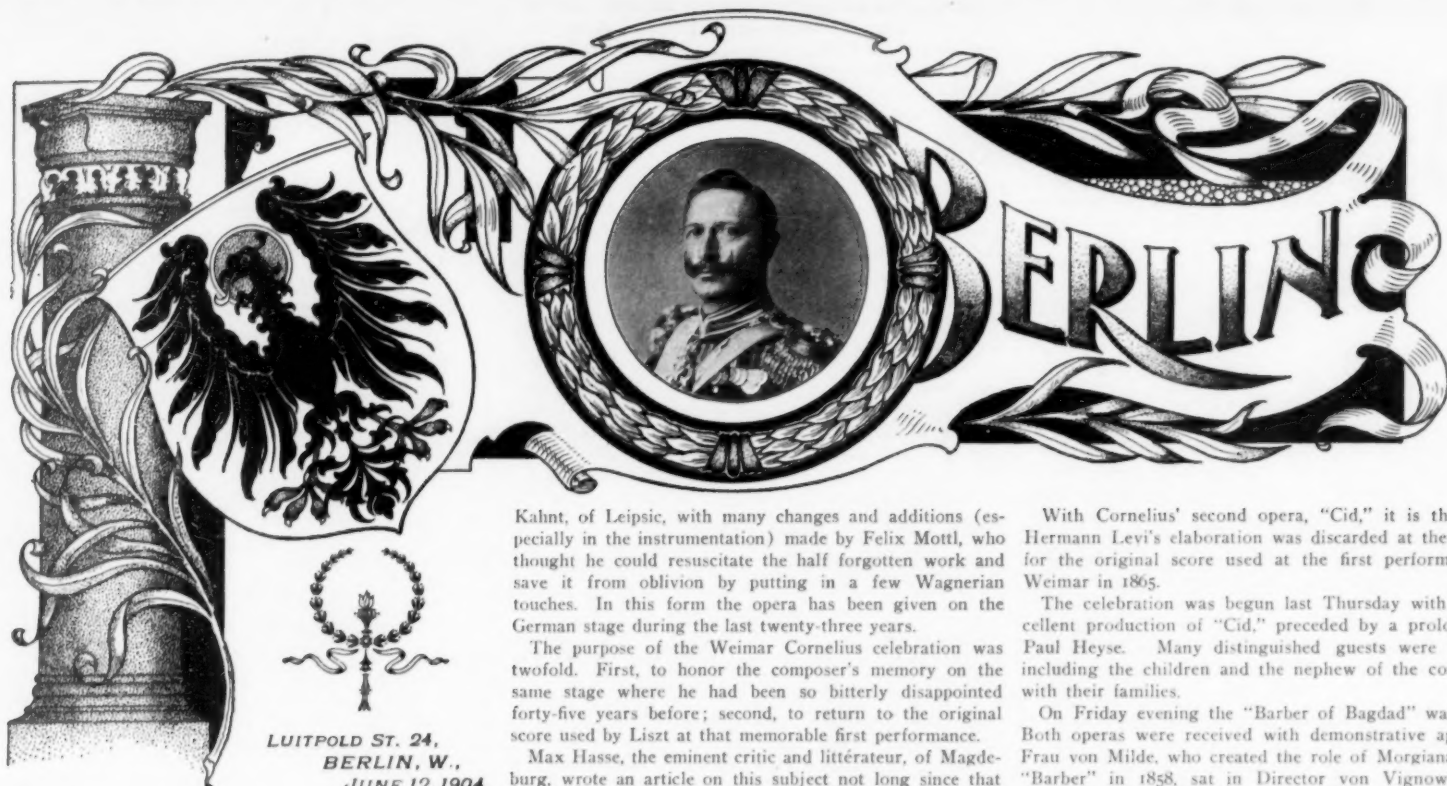 BERLIN
LUITPOLD ST. 24,
BERLIN, W.,
JUNE 12, 1904.
Kahnt, of Leipsic, with many changes and additions (es-
pecially in the instrumentation) made by Felix Mottl, who
thought he could resuscitate the half forgotten work and
save it from oblivion by putting in a few Wagnerian
touches. In this form the opera has been given on the
German stage during the last twenty-three years.
The purpose of the Weimar Cornelius celebration was
twofold. First, to honor the composer's memory on the
same stage where he had been so bitterly disappointed
forty-five years before; second, to return to the original
score used by Liszt at that memorable first performance.
Max Hasse, the eminent critic and littérateur, of Magde-
burg, wrote an article on this subject not long since that
With Cornelius' second opera, "Cid," it is th
Hermann Levi's elaboration was discarded at the
for the original score used at the first perform
Weimar in 1865.
The celebration was begun last Thursday with
cellent production of "Cid," preceded by a prol
Paul Heyse. Many distinguished guests were
including the children and the nephew of the co
with their families.
On Friday evening the "Barber of Bagdad" wa
Both operas were received with demonstrative a
Frau von Milde, who created the role of Morgian
"Barber" in 1858, sat in Director von Vignow